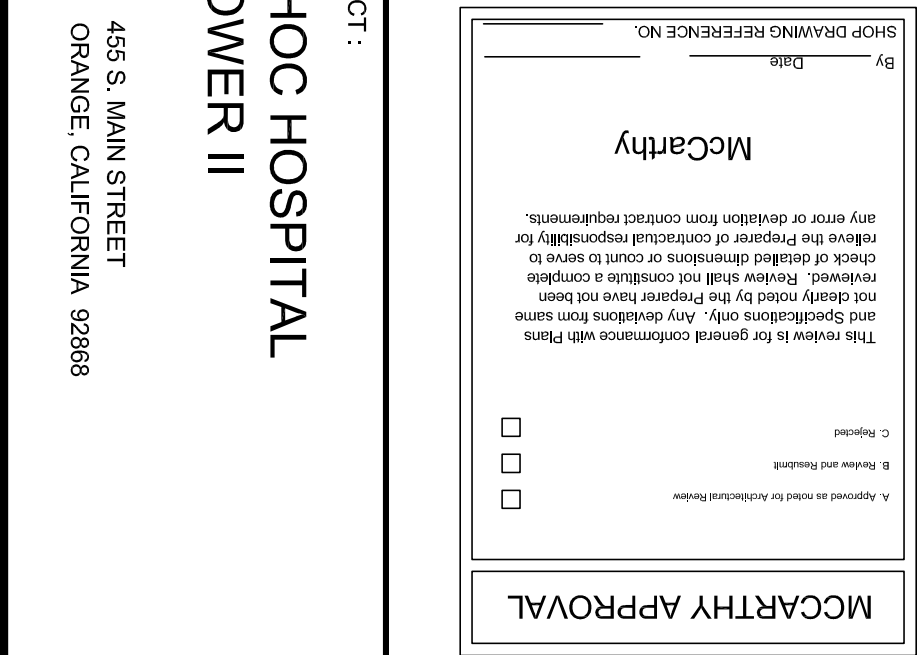 CT :
HOC HOSPITAL
OWER II
455 S. MAIN STREET
ORANGE, CALIFORNIA 92868
MCCARTHY APPROVAL
A. Approved as noted for Architectural Review
B. Review and Resubmit
C. Rejected
This review is for general conformance with Plans
and Specifications only. Any deviations from same
not clearly noted by the Preparer have not been
reviewed. Review shall not constitute a complete
check of detailed dimensions or count to serve to
relieve the Preparer of contractual responsibility for
any error or deviation from contract requirements.
McCarthy
By Date
SHOP DRAWING REFERENCE NO.